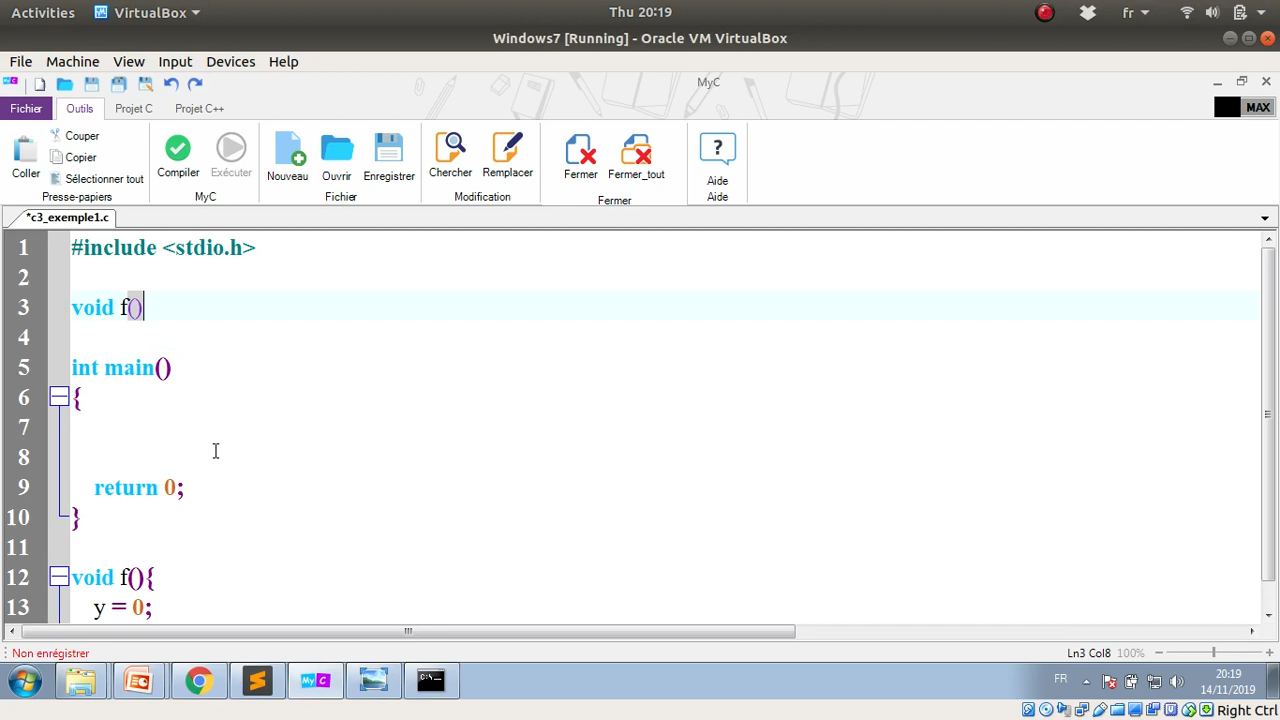 Activities VirtualBox Thu 20:19 fr
Windows7 [Running] - Oracle VM VirtualBox
File Machine View Input Devices Help
MyC
Fichier Outils Projet C Projet C++ MAX
Coller Couper Copier Sélectionner tout
Presse-papiers
Compiler Exécuter
MyC
Nouveau Ouvrir Enregistrer
Fichier
Chercher Remplacer
Modification
Fermer Fermer_tout
Fermer
Aide
Aide
*c3_exemple1.c
1 #include <stdio.h>
2
3 void f()
4
5 int main()
6 {
7
8
9 return 0;
10 }
11
12 void f(){
13 y = 0;
Non enrégistrer Ln3 Col8 100%
FR 20:19
14/11/2019
Right Ctrl